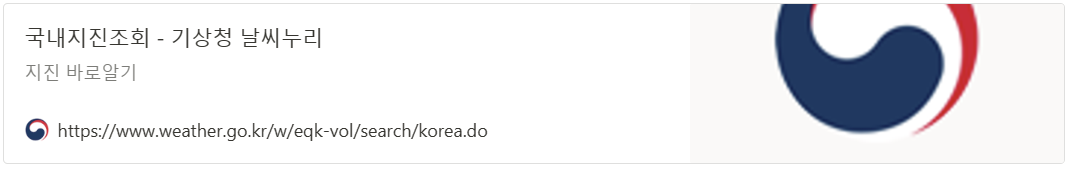 국내지진조회 - 기상청 날씨누리
지진 바로알기
https://www.weather.go.kr/w/eqk-vol/search/korea.do